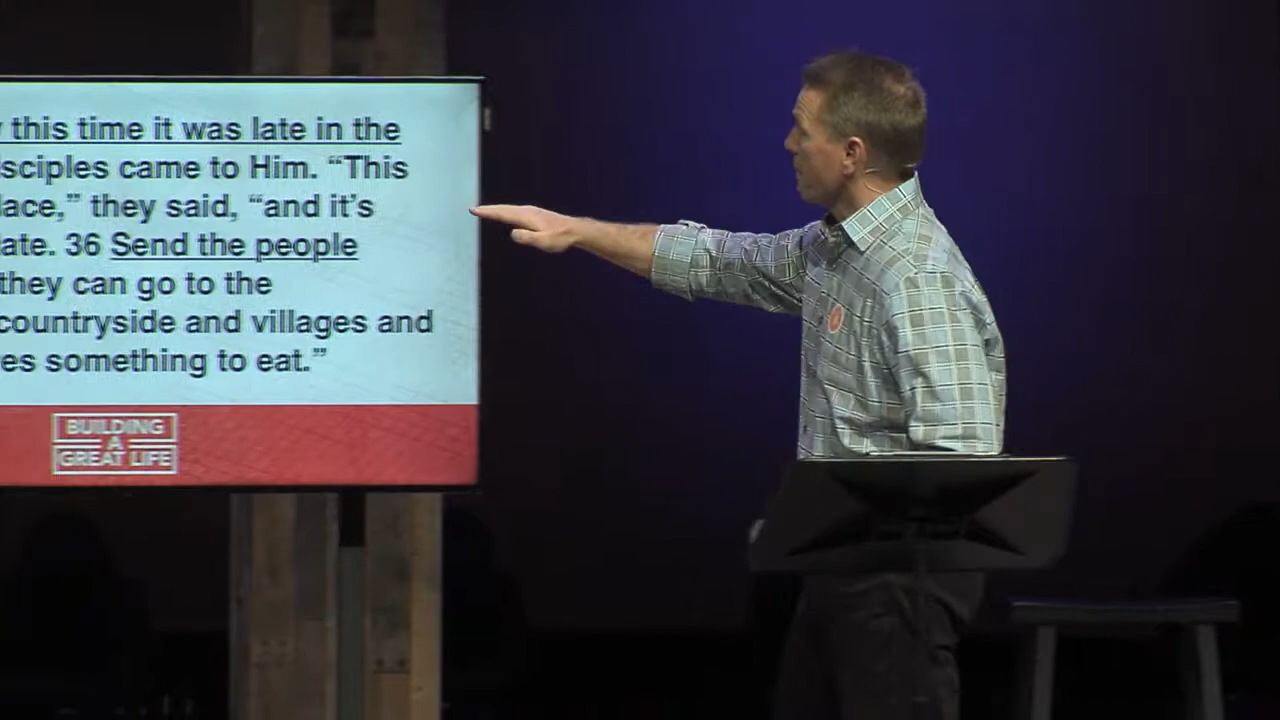 this time it was late in the
sciples came to Him. “This
lace,” they said, “and it’s
ate. 36 Send the people
they can go to the
countryside and villages and
es something to eat.”
BUILDING
A
GREAT LIFE